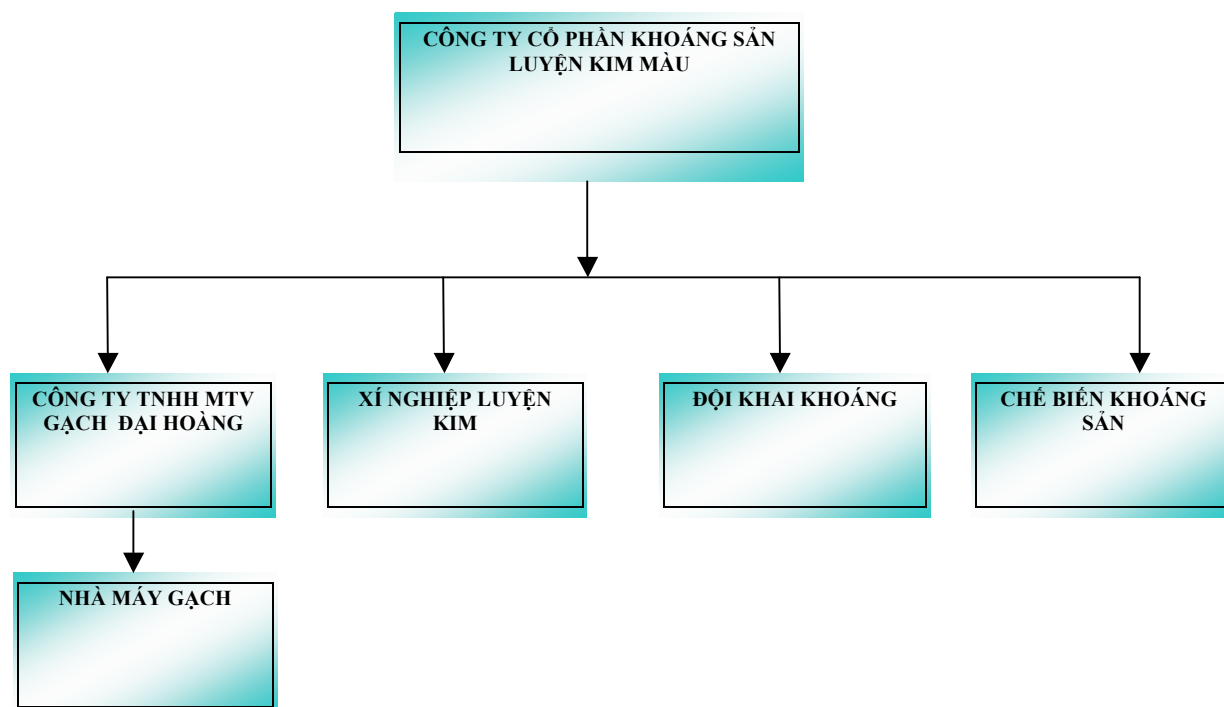 CÔNG TY CỔ PHẦN KHOÁNG SẢN
LUYỆN KIM MÀU
CÔNG TY TNHH MTV
GẠCH ĐẠI HOÀNG
XÍ NGHIỆP LUYỆN
KIM
ĐỘI KHAI KHOÁNG
CHẾ BIẾN KHOÁNG
SẢN
NHÀ MÁY GẠCH